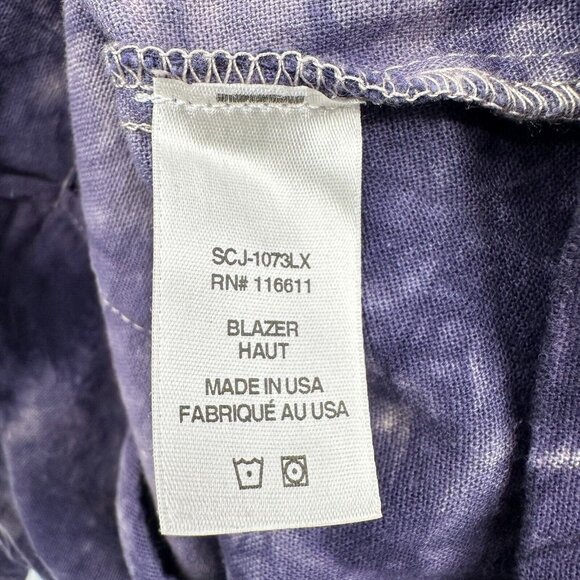 SCJ-1073LX
RN# 116611
BLAZER
HAUT
MADE IN USA
FABRIQUÉ AU USA